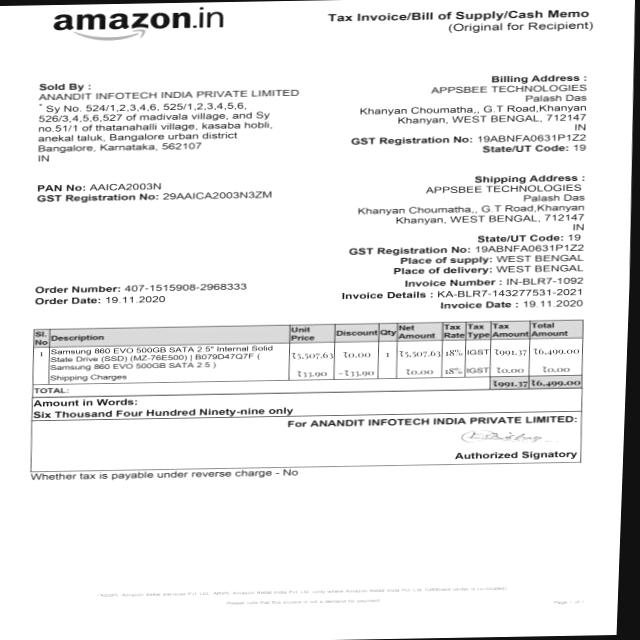 amazon.in
Tax Invoice/Bill of Supply/Cash Memo
(Original for Recipient)
Sold By :
ANANDIT INFOTECH INDIA PRIVATE LIMITED
* Sy No. 524/1,2,3,4,6, 525/1,2,3,4,5,6,
526/3,4,5,6,527 of madivala village, and Sy
no.51/1 of thatanahalli village, kasaba hobli,
anekal taluk, Bangalore urban district
Bangalore, Karnataka, 562107
IN
Billing Address :
APPSBEE TECHNOLOGIES
Palash Das
Khanyan Choumatha,, G.T Road,Khanyan
Khanyan, WEST BENGAL, 712147
IN
GST Registration No: 19ABNFA0631P1Z2
State/UT Code: 19
PAN No: AAICA2003N
GST Registration No: 29AAICA2003N3ZM
Shipping Address :
APPSBEE TECHNOLOGIES
Palash Das
Khanyan Choumatha,, G.T Road,Khanyan
Khanyan, WEST BENGAL, 712147
IN
State/UT Code: 19
GST Registration No: 19ABNFA0631P1Z2
Place of supply: WEST BENGAL
Place of delivery: WEST BENGAL
Order Number: 407-1515908-2968333
Order Date: 19.11.2020
Invoice Number : IN-BLR7-1092
Invoice Details : KA-BLR7-143277531-2021
Invoice Date : 19.11.2020
Sl. No Description Unit Price Discount Qty Net Amount Tax Rate Tax Type Tax Amount Total Amount
1 Samsung 860 EVO 500GB SATA 2.5" Internal Solid
State Drive (SSD) (MZ-76E500) | B079D47Q7F ( ₹5,507.63 ₹0.00 1 ₹5,507.63 18% IGST ₹991.37 ₹6,499.00
Samsung 860 EVO 500GB SATA 2.5 )
Shipping Charges ₹33.90 -₹33.90 ₹0.00 18% IGST ₹0.00 ₹0.00
TOTAL: ₹991.37 ₹6,499.00
Amount in Words:
Six Thousand Four Hundred Ninety-nine only
For ANANDIT INFOTECH INDIA PRIVATE LIMITED:
Authorized Signatory
Whether tax is payable under reverse charge - No
Please note that this invoice is not a demand for payment
Page 1 of 1